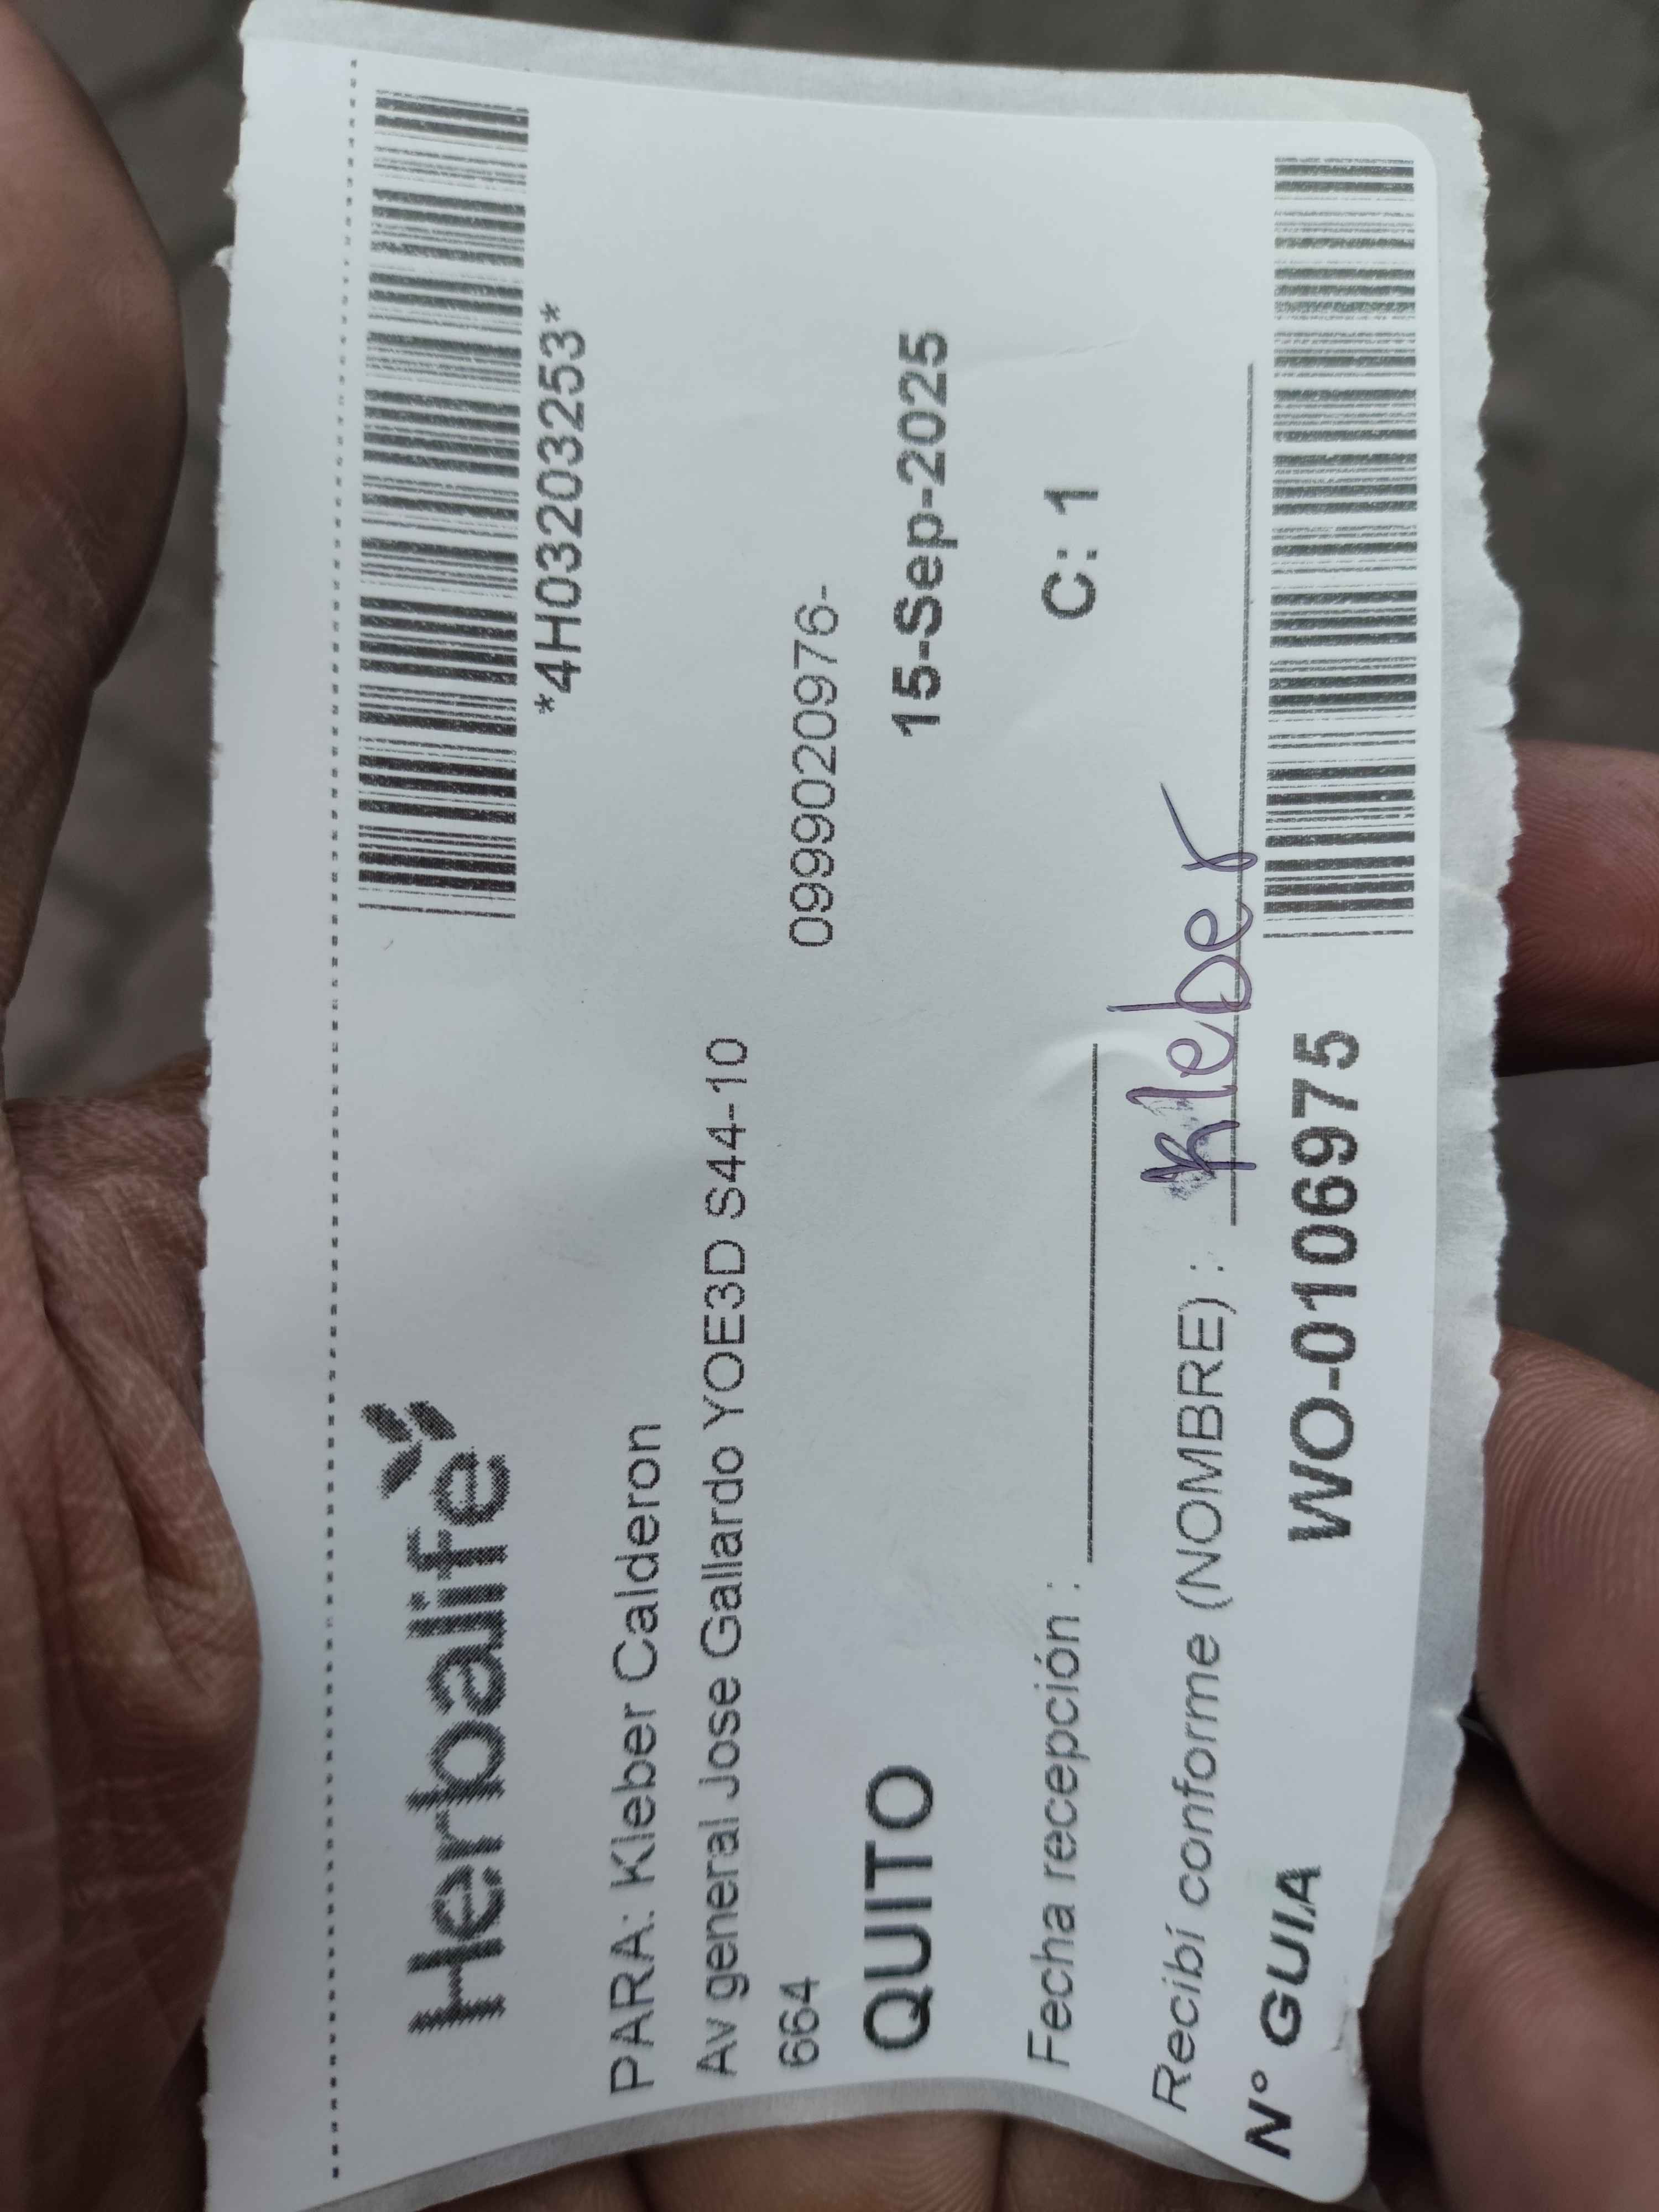 Herbalife
*4H03203253*
PARA: Kleber Calderon
Av general Jose Gallardo YOE3D S44-10
664
0999020976-
QUITO
15-Sep-2025
Fecha recepción :
C: 1
Recibí conforme (NOMBRE) : Kleber
N° GUIA
WO-0106975